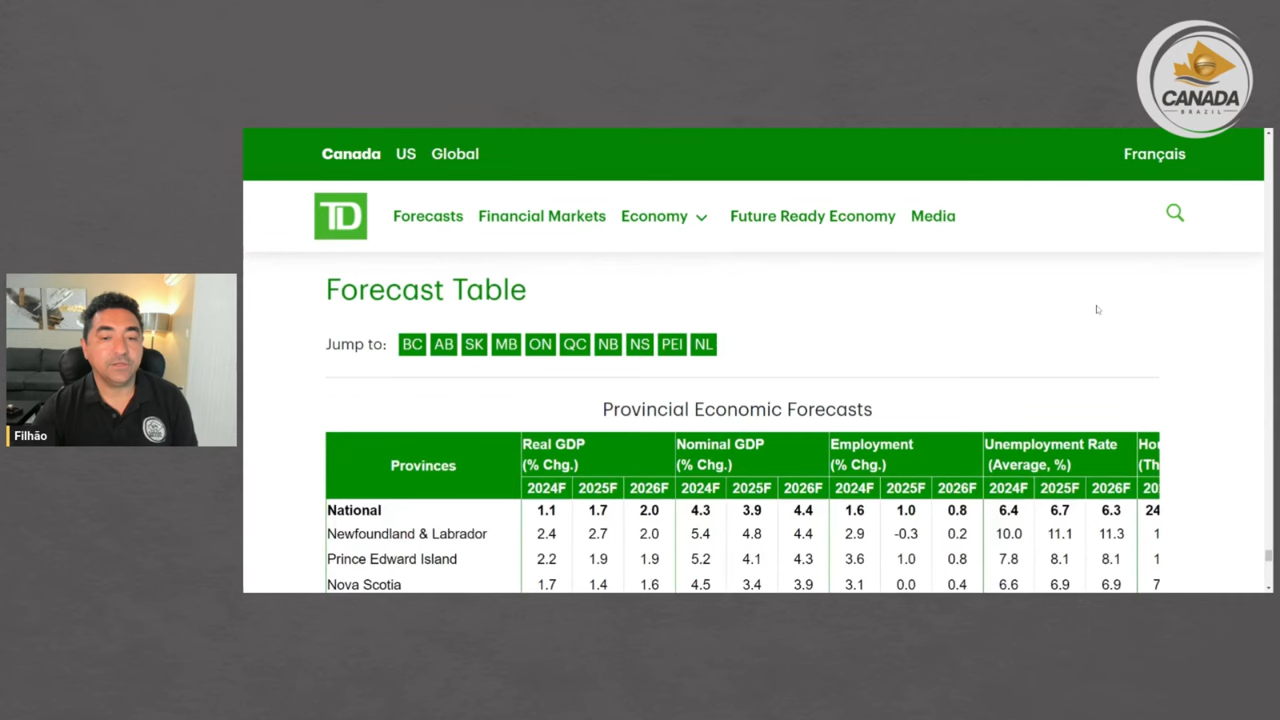 CANADA
BRAZIL
Canada US Global Français
TD Forecasts Financial Markets Economy Future Ready Economy Media
Forecast Table
Jump to: BC AB SK MB ON QC NB NS PEI NL
Provincial Economic Forecasts
Provinces
Real GDP (% Chg.)
Nominal GDP (% Chg.)
Employment (% Chg.)
Unemployment Rate (Average, %)
2024F 2025F 2026F 2024F 2025F 2026F 2024F 2025F 2026F 2024F 2025F 2026F
National 1.1 1.7 2.0 4.3 3.9 4.4 1.6 1.0 0.8 6.4 6.7 6.3
Newfoundland & Labrador 2.4 2.7 2.0 5.4 4.8 4.4 2.9 -0.3 0.2 10.0 11.1 11.3
Prince Edward Island 2.2 1.9 1.9 5.2 4.1 4.3 3.6 1.0 0.8 7.8 8.1 8.1
Nova Scotia 1.7 1.4 1.6 4.5 3.4 3.9 3.1 0.0 0.4 6.6 6.9 6.9
Filhão